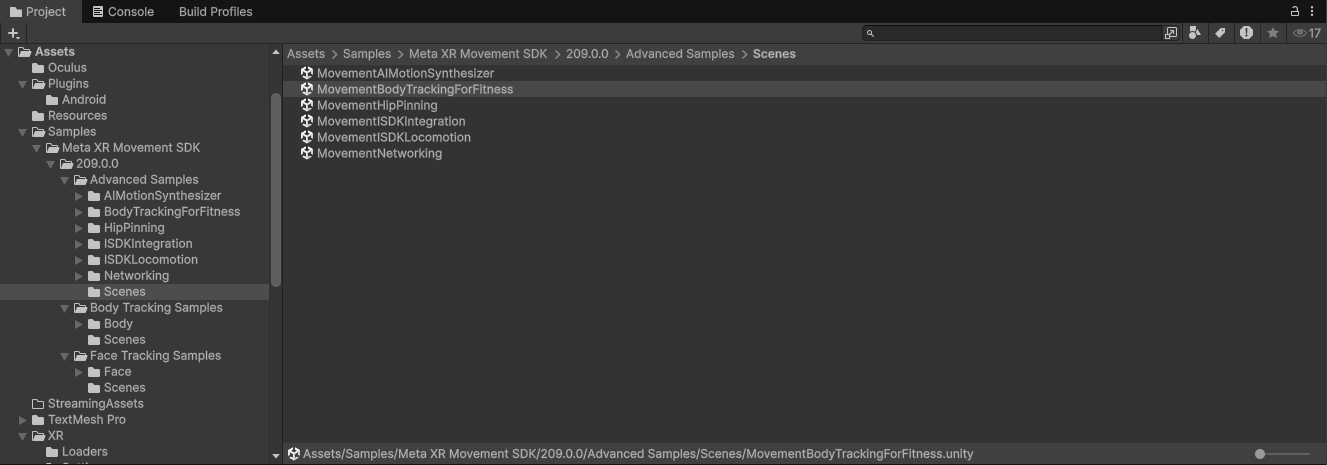 Project Console Build Profiles
17
Assets
Oculus
Plugins
Android
Resources
Samples
Meta XR Movement SDK
209.0.0
Advanced Samples
AIMotionSynthesizer
BodyTrackingForFitness
HipPinning
ISDKIntegration
ISDKLocomotion
Networking
Scenes
Body Tracking Samples
Body
Scenes
Face Tracking Samples
Face
Scenes
StreamingAssets
TextMesh Pro
XR
Loaders
Assets > Samples > Meta XR Movement SDK > 209.0.0 > Advanced Samples > Scenes
MovementAIMotionSynthesizer
MovementBodyTrackingForFitness
MovementHipPinning
MovementISDKIntegration
MovementISDKLocomotion
MovementNetworking
Assets/Samples/Meta XR Movement SDK/209.0.0/Advanced Samples/Scenes/MovementBodyTrackingForFitness.unity